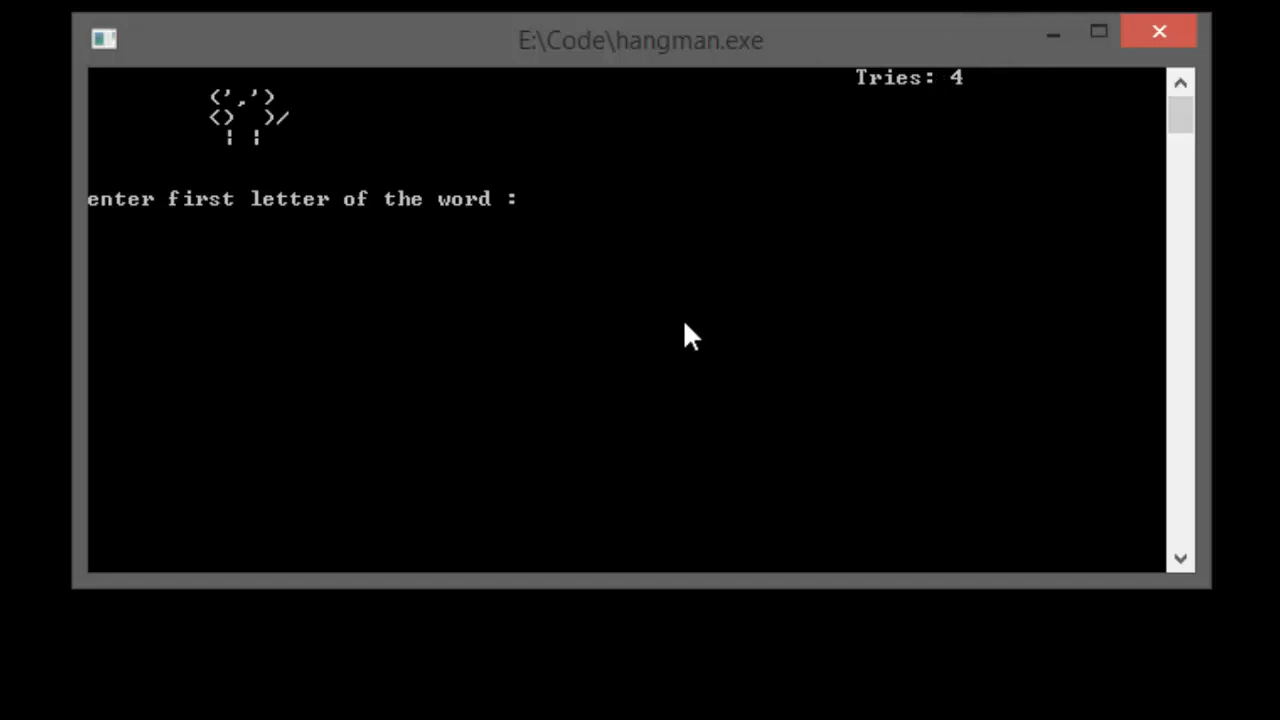 E:\Code\hangman.exe
Tries: 4
<','>
<>  >/
¦ ¦
enter first letter of the word :